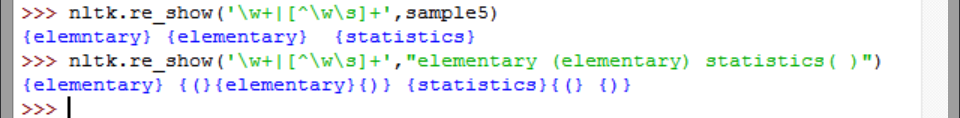 >>> nltk.re_show('\w+|[^\w\s]+',sample5)
{elemntary} {elementary}  {statistics}
>>> nltk.re_show('\w+|[^\w\s]+',"elementary (elementary) statistics( )")
{elementary} {(}{elementary}{)} {statistics}{(} {)}
>>>